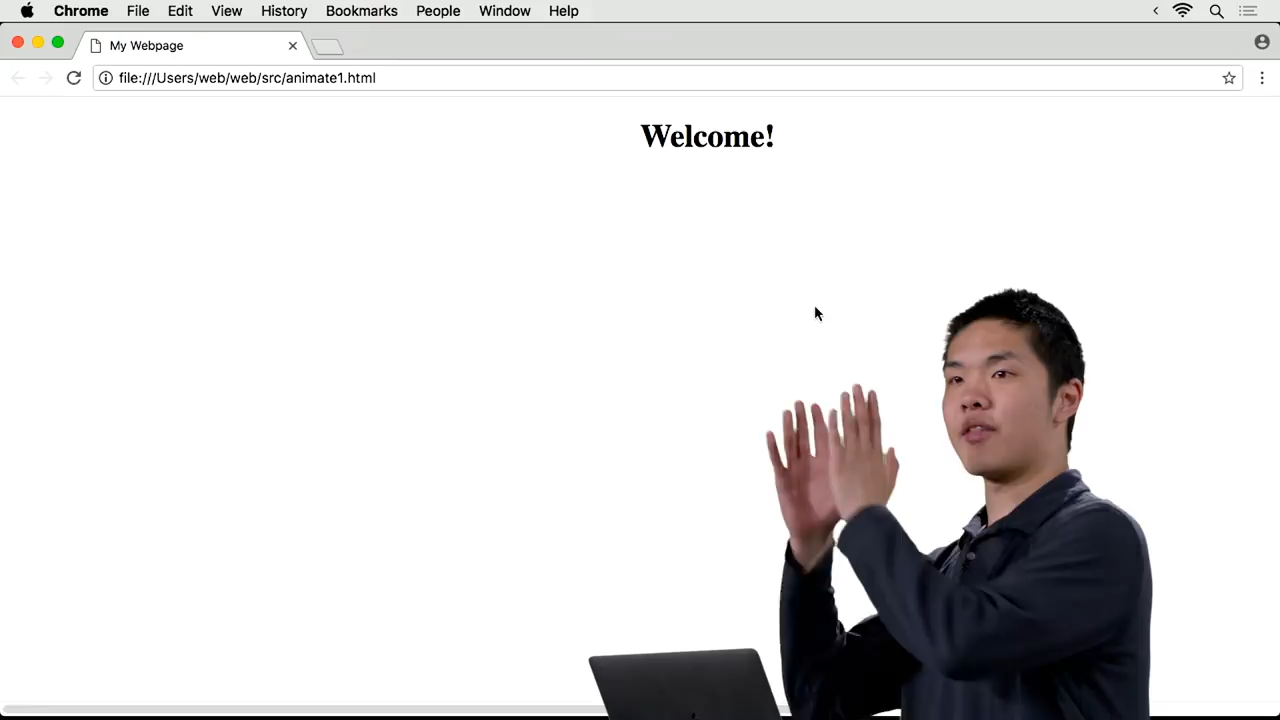 Chrome File Edit View History Bookmarks People Window Help
My Webpage
file:///Users/web/web/src/animate1.html
Welcome!